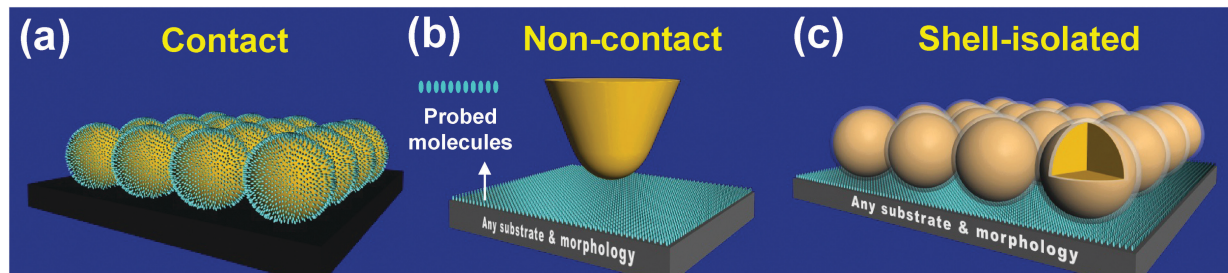 (a) Contact
(b) Non-contact
Probed
molecules
Any substrate & morphology
(c) Shell-isolated
Any substrate & morphology